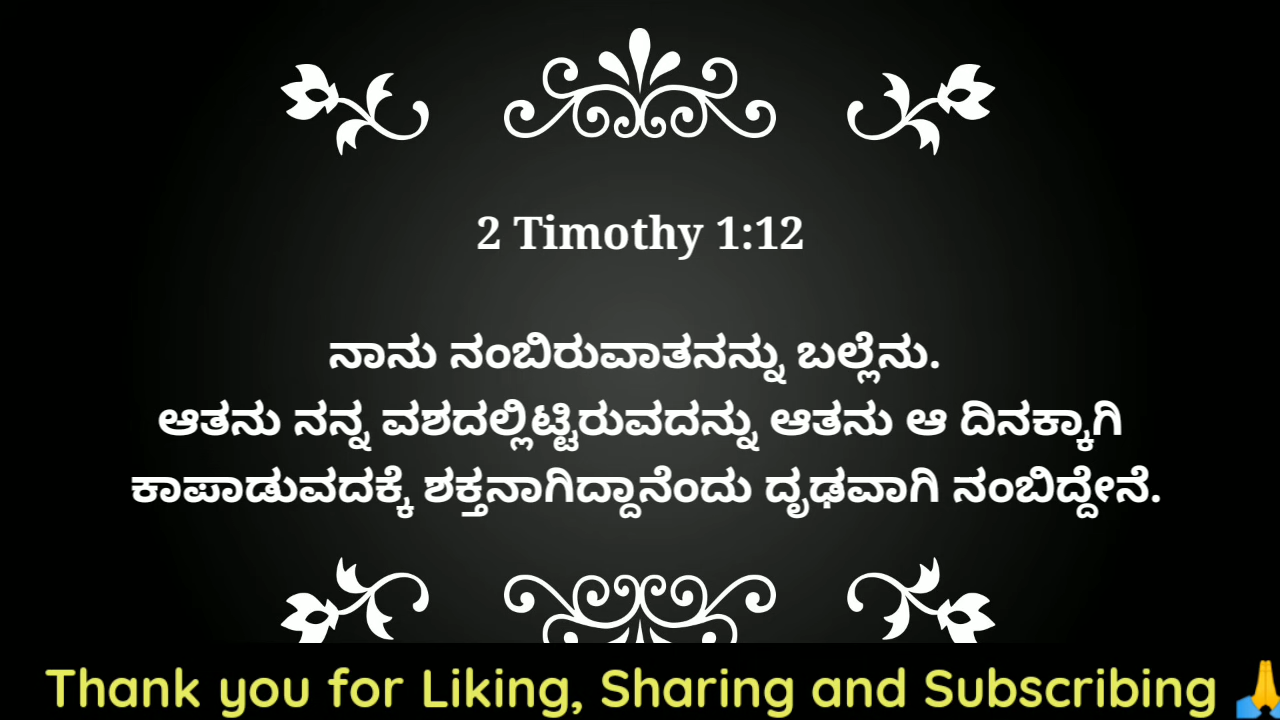 2 Timothy 1:12
ನಾನು ನಂಬಿರುವಾತನನ್ನು ಬಲ್ಲೆನು.
ಆತನು ನನ್ನ ವಶದಲ್ಲಿಟ್ಟಿರುವದನ್ನು ಆತನು ಆ ದಿನಕ್ಕಾಗಿ
ಕಾಪಾಡುವದಕ್ಕೆ ಶಕ್ತನಾಗಿದ್ದಾನೆಂದು ದೃಢವಾಗಿ ನಂಬಿದ್ದೇನೆ.
Thank you for Liking, Sharing and Subscribing 🙏